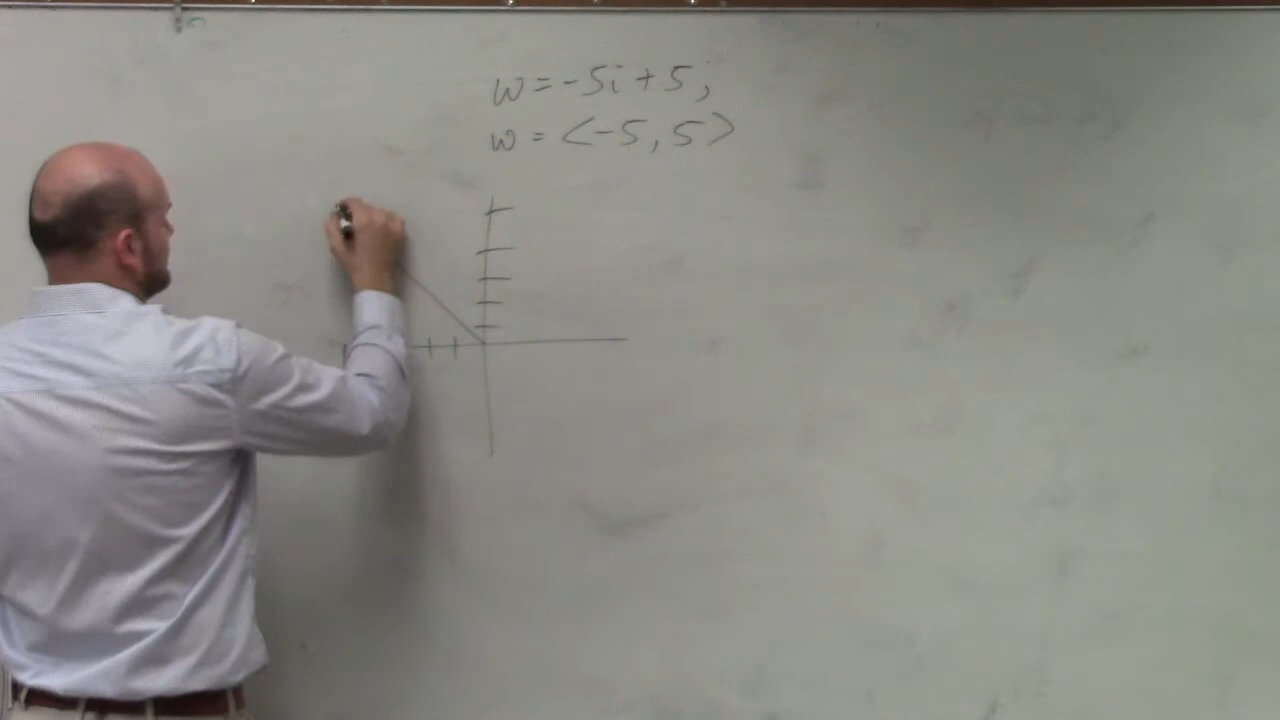 w = -5i + 5j
w = <-5, 5>